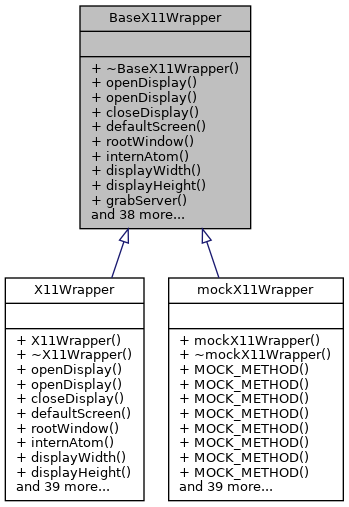 BaseX11Wrapper
+ ~BaseX11Wrapper()
+ openDisplay()
+ openDisplay()
+ closeDisplay()
+ defaultScreen()
+ rootWindow()
+ internAtom()
+ displayWidth()
+ displayHeight()
+ grabServer()
and 38 more...
X11Wrapper
+ X11Wrapper()
+ ~X11Wrapper()
+ openDisplay()
+ openDisplay()
+ closeDisplay()
+ defaultScreen()
+ rootWindow()
+ internAtom()
+ displayWidth()
+ displayHeight()
and 39 more...
mockX11Wrapper
+ mockX11Wrapper()
+ ~mockX11Wrapper()
+ MOCK_METHOD()
+ MOCK_METHOD()
+ MOCK_METHOD()
+ MOCK_METHOD()
+ MOCK_METHOD()
+ MOCK_METHOD()
+ MOCK_METHOD()
+ MOCK_METHOD()
and 39 more...